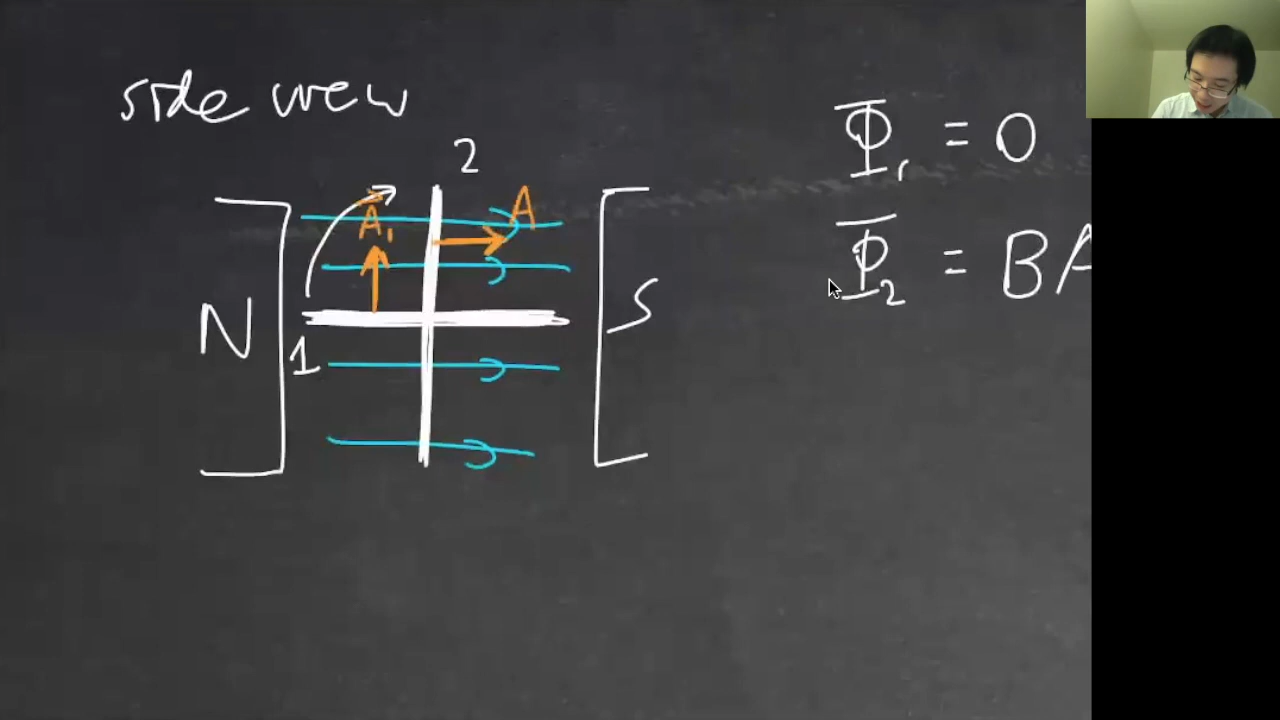 side view
2
A₁ A
N S
1
Φ₁ = 0
Φ₂ = BA